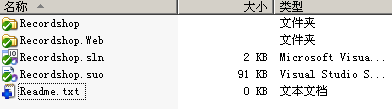 名称 大小 类型
Recordshop 文件夹
Recordshop.Web 文件夹
Recordshop.sln 2 KB Microsoft Visua...
Recordshop.suo 91 KB Visual Studio S...
Readme.txt 0 KB 文本文档